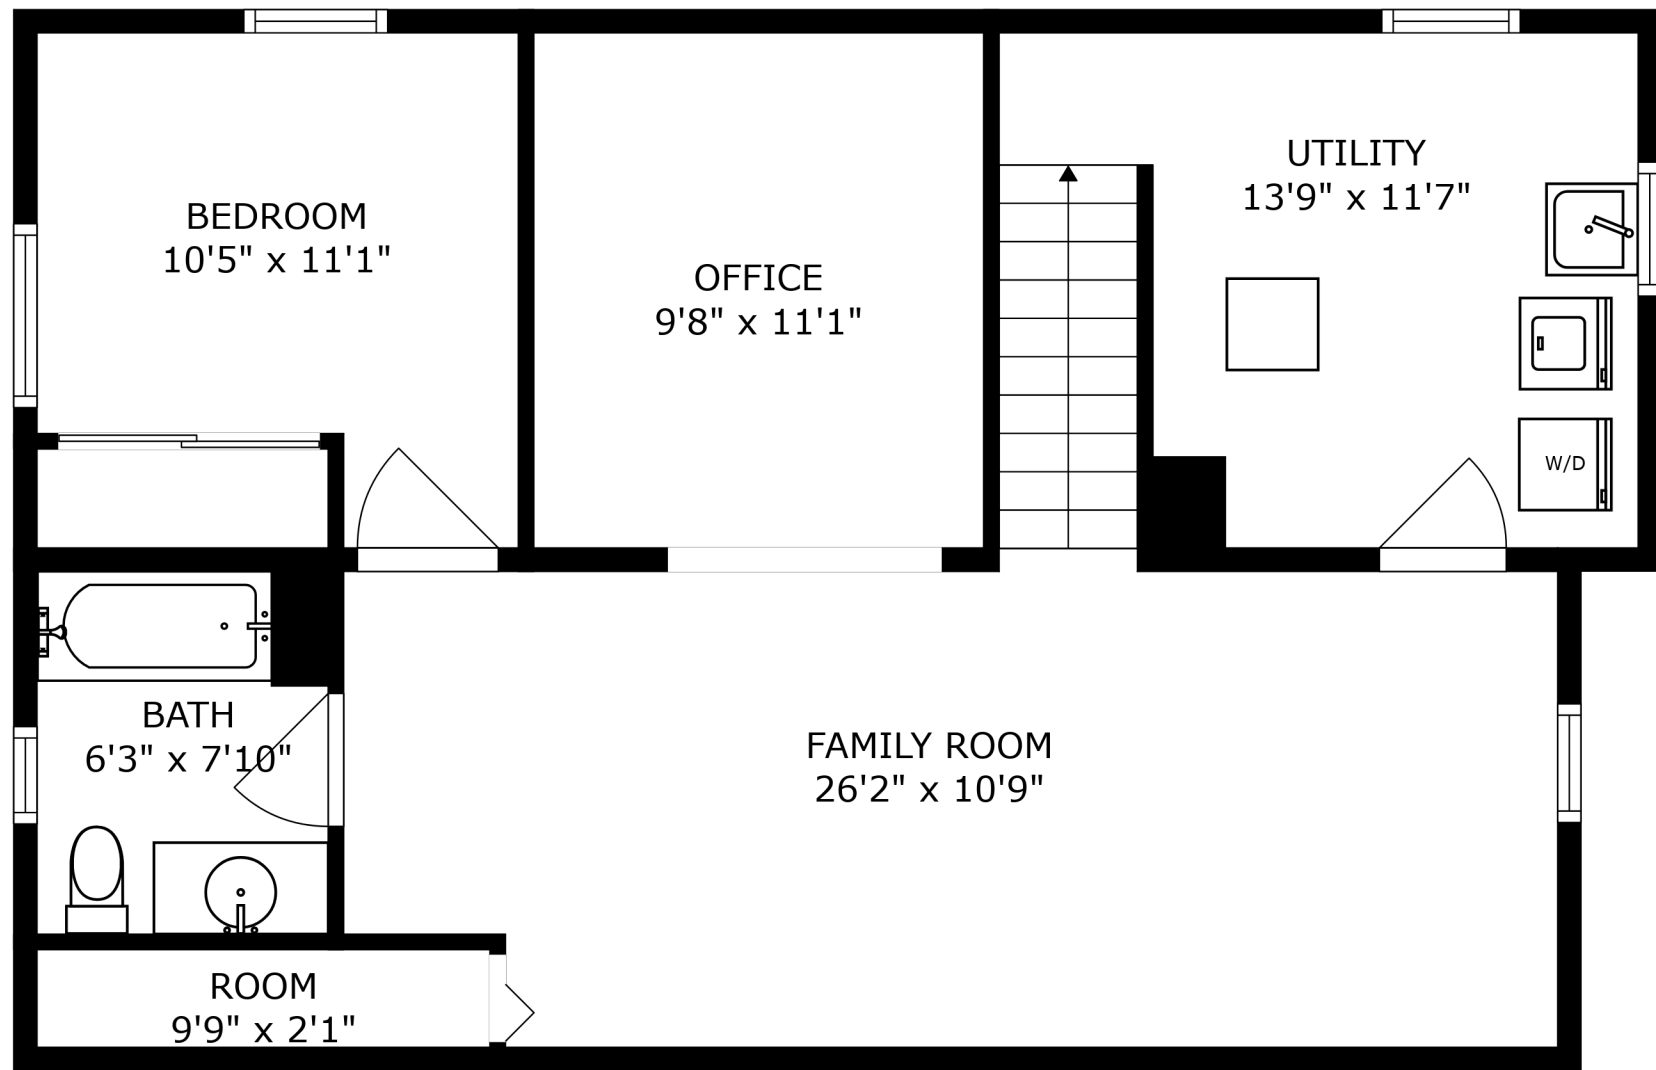 BEDROOM
10'5" x 11'1"
OFFICE
9'8" x 11'1"
UTILITY
13'9" x 11'7"
W/D
BATH
6'3" x 7'10"
FAMILY ROOM
26'2" x 10'9"
ROOM
9'9" x 2'1"